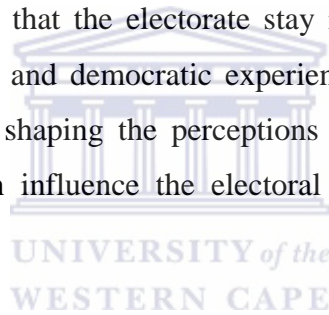 that the electorate stay
and democratic experien
shaping the perceptions
influence the electoral
UNIVERSITY of the
WESTERN CAPE